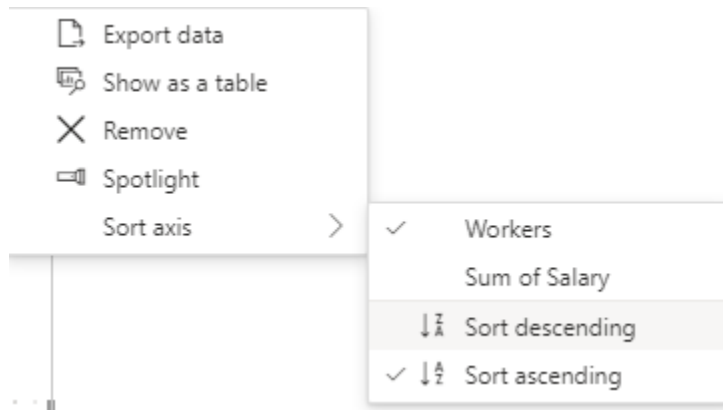 Export data
Show as a table
Remove
Spotlight
Sort axis
Workers
Sum of Salary
Sort descending
Sort ascending